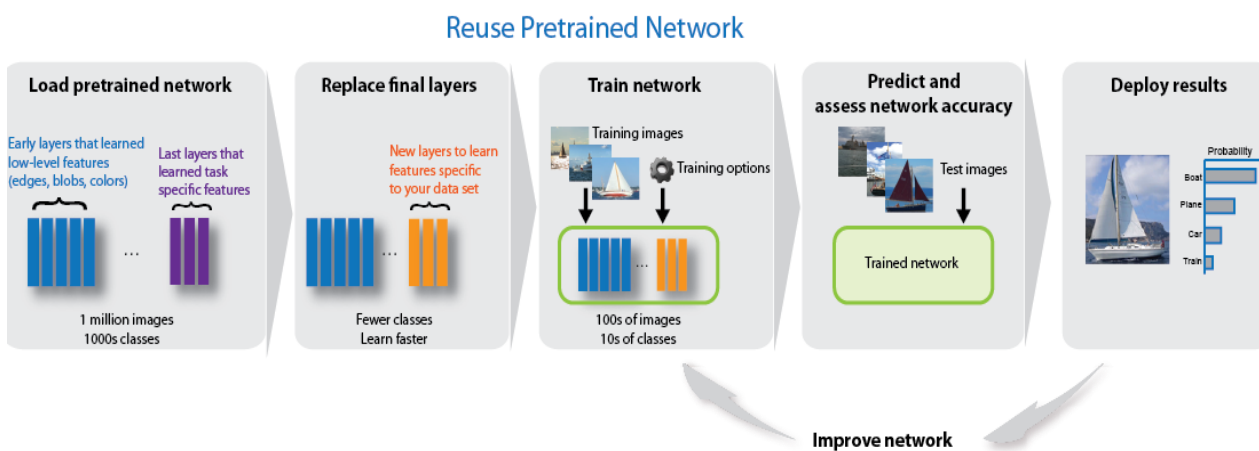 Reuse Pretrained Network
Load pretrained network
Early layers that learned
low-level features
(edges, blobs, colors)
Last layers that
learned task
specific features
...
1 million images
1000s classes
Replace final layers
New layers to learn
features specific
to your data set
...
Fewer classes
Learn faster
Train network
Training images
Training options
...
100s of images
10s of classes
Predict and
assess network accuracy
Test images
Trained network
Deploy results
Probability
Boat
Plane
Car
Train
Improve network